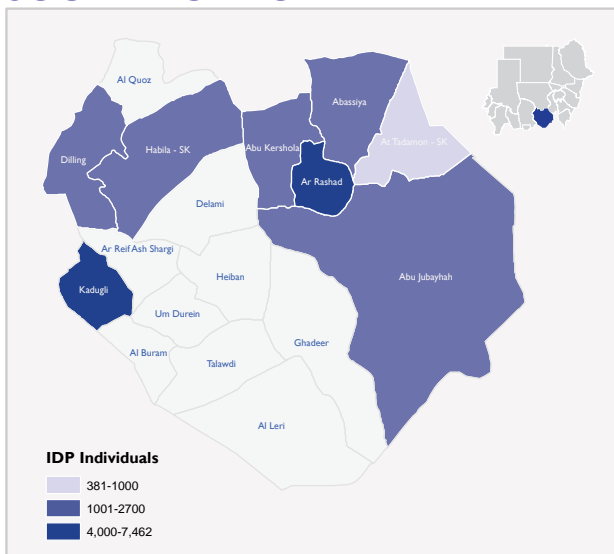 Al Quoz
Abassiya
Dilling
Habila - SK
Abu Kershola
At Tadamon - SK
Ar Rashad
Delami
Ar Reif Ash Shargi
Heiban
Abu Jubayhah
Kadugli
Um Durein
Ghadeer
Al Buram
Talawdi
Al Leri
IDP Individuals
381-1000
1001-2700
4,000-7,462